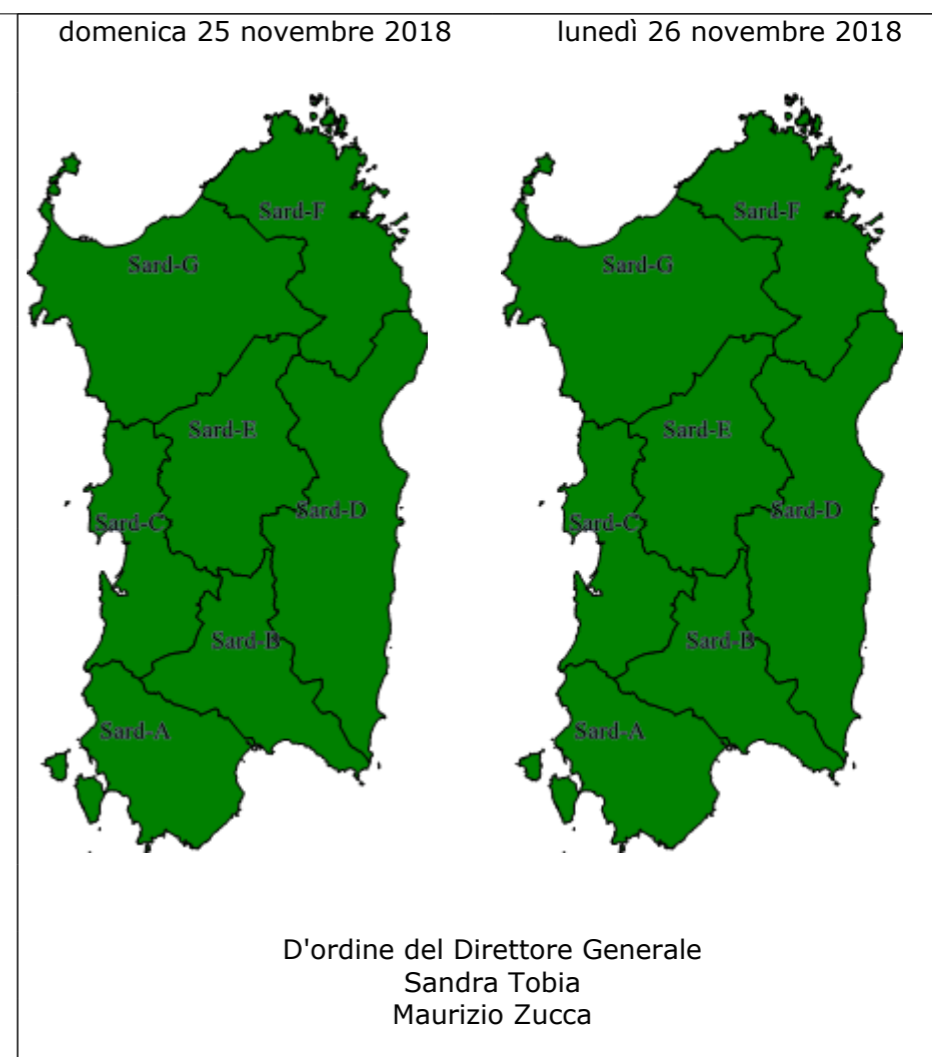 domenica 25 novembre 2018
lunedì 26 novembre 2018
Sard-F
Sard-G
Sard-E
Sard-D
Sard-C
Sard-B
Sard-A
Sard-F
Sard-G
Sard-E
Sard-D
Sard-C
Sard-B
Sard-A
D'ordine del Direttore Generale
Sandra Tobia
Maurizio Zucca